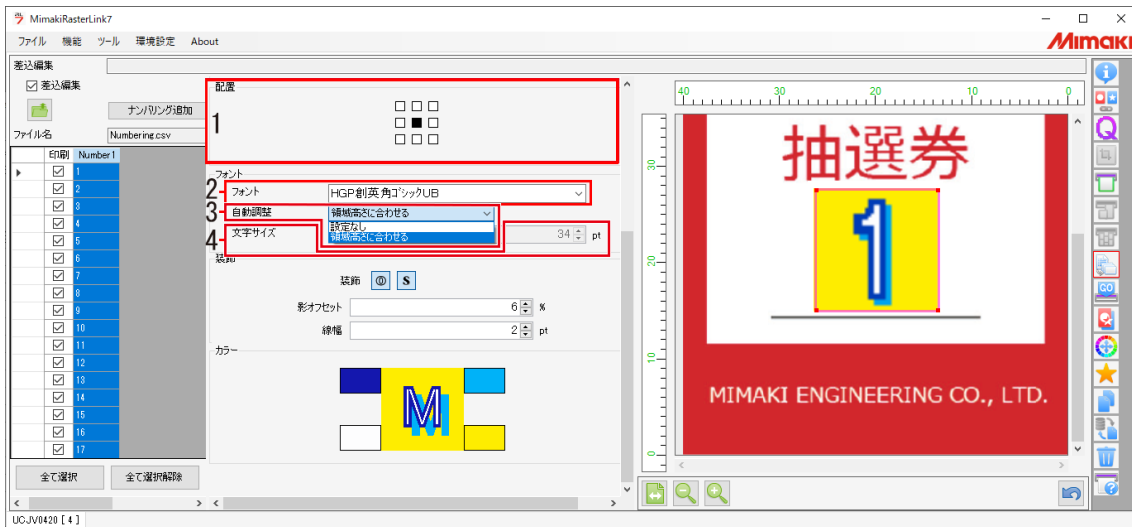 MimakiRasterLink7
ファイル 機能 ツール 環境設定 About
Mimaki
差込編集
差込編集
ナンバリング追加
ファイル名 Numbering.csv
印刷 Number1
1
2
3
4
5
6
7
8
9
10
11
12
13
14
15
16
17
全て選択 全て選択解除
UCJV0420 [ 4 ]
配置
1
フォント
2 フォント HGP創英角ゴシックUB
3 自動調整 領域高さに合わせる
設定なし
領域高さに合わせる
4 文字サイズ 34 pt
装飾
装飾 S
影オフセット 6 %
線幅 2 pt
カラー
M
40 30 20 10 0
30
20
10
0
抽選券
1
MIMAKI ENGINEERING CO., LTD.
Q
GO